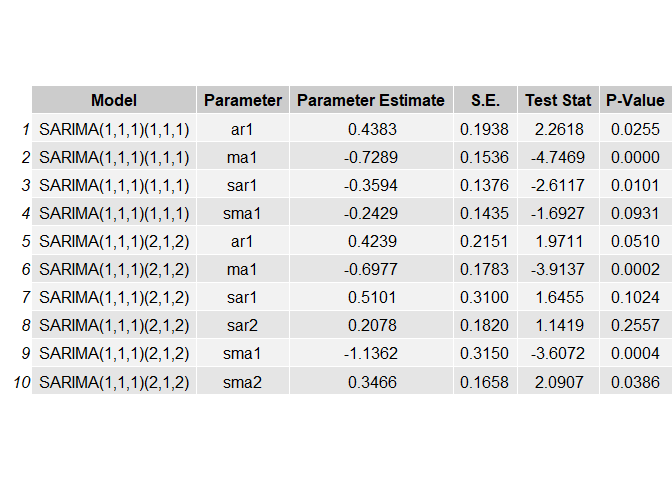 Model Parameter Parameter Estimate S.E. Test Stat P-Value
1 SARIMA(1,1,1)(1,1,1) ar1 0.4383 0.1938 2.2618 0.0255
2 SARIMA(1,1,1)(1,1,1) ma1 -0.7289 0.1536 -4.7469 0.0000
3 SARIMA(1,1,1)(1,1,1) sar1 -0.3594 0.1376 -2.6117 0.0101
4 SARIMA(1,1,1)(1,1,1) sma1 -0.2429 0.1435 -1.6927 0.0931
5 SARIMA(1,1,1)(2,1,2) ar1 0.4239 0.2151 1.9711 0.0510
6 SARIMA(1,1,1)(2,1,2) ma1 -0.6977 0.1783 -3.9137 0.0002
7 SARIMA(1,1,1)(2,1,2) sar1 0.5101 0.3100 1.6455 0.1024
8 SARIMA(1,1,1)(2,1,2) sar2 0.2078 0.1820 1.1419 0.2557
9 SARIMA(1,1,1)(2,1,2) sma1 -1.1362 0.3150 -3.6072 0.0004
10 SARIMA(1,1,1)(2,1,2) sma2 0.3466 0.1658 2.0907 0.0386